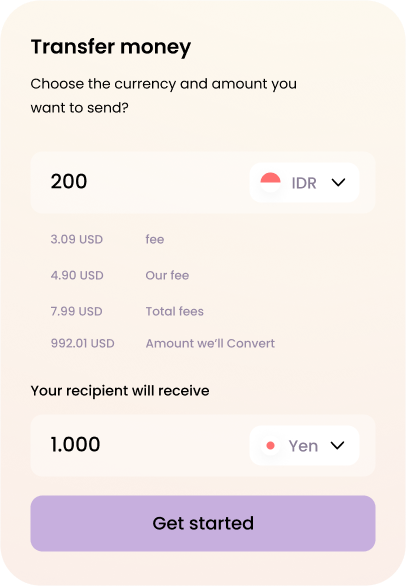 Transfer money
Choose the currency and amount you
want to send?
200 IDR
3.09 USD fee
4.90 USD Our fee
7.99 USD Total fees
992.01 USD Amount we’ll Convert
Your recipient will receive
1.000 Yen
Get started